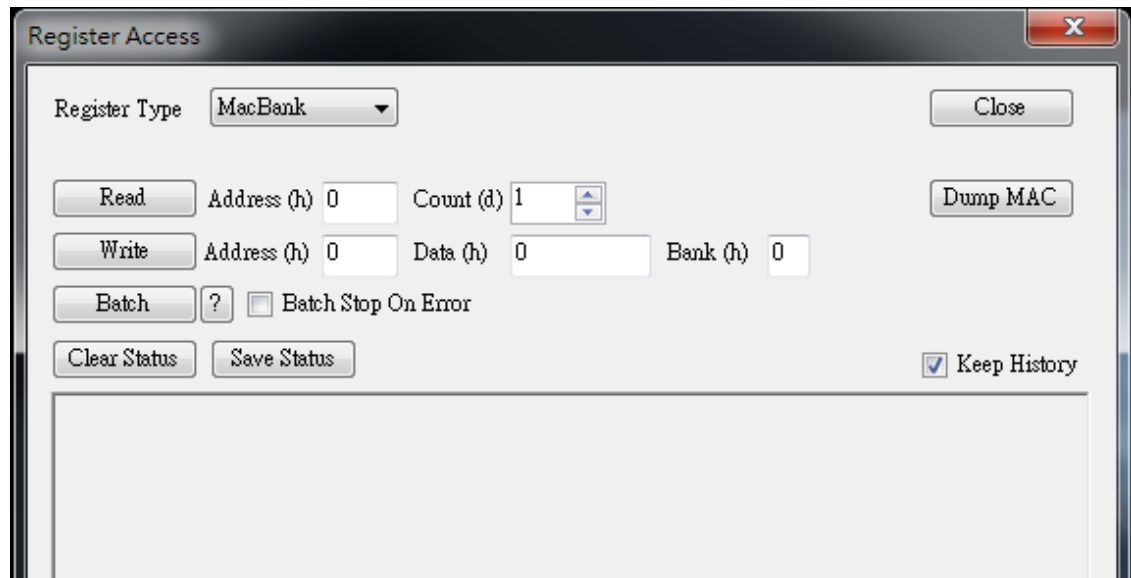 Register Access
Register Type MacBank Close
Read Address (h) 0 Count (d) 1 Dump MAC
Write Address (h) 0 Data (h) 0 Bank (h) 0
Batch ? Batch Stop On Error
Clear Status Save Status Keep History